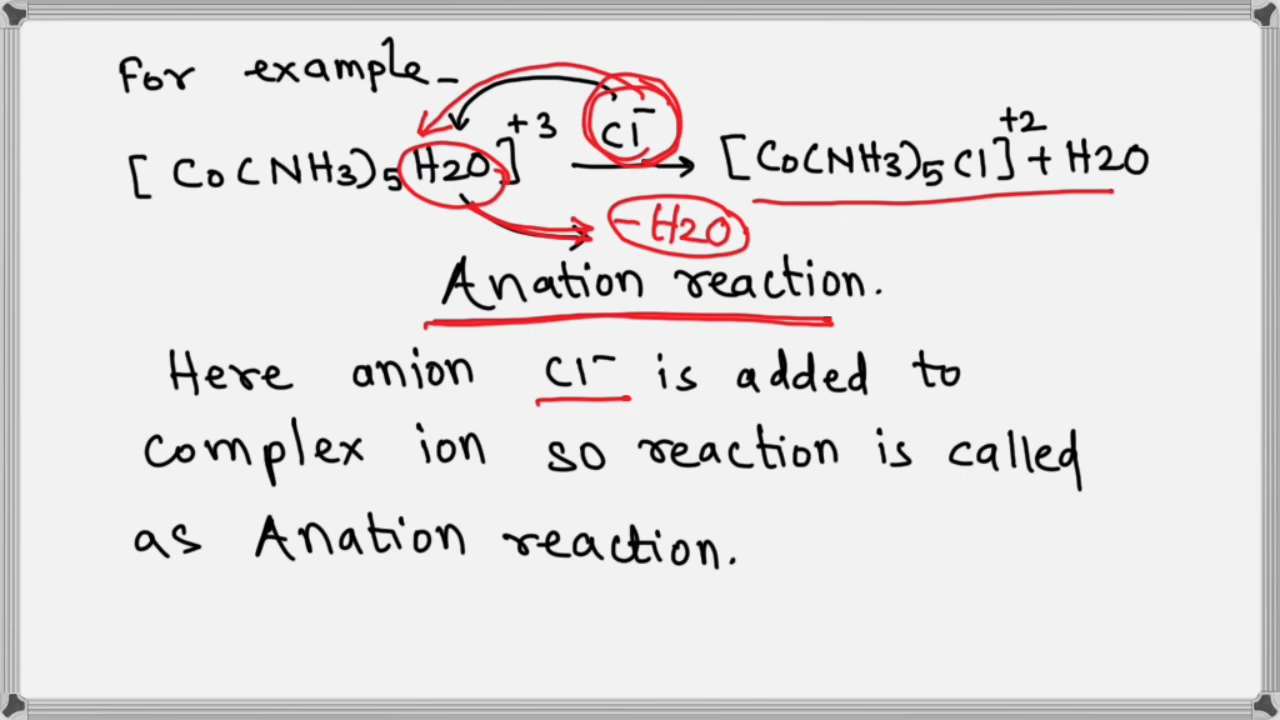 For example-
[Co(NH3)5H2O]+3 Cl- → [Co(NH3)5Cl]+2 + H2O
-H2O
Anation reaction.
Here anion Cl- is added to
complex ion so reaction is called
as Anation reaction.